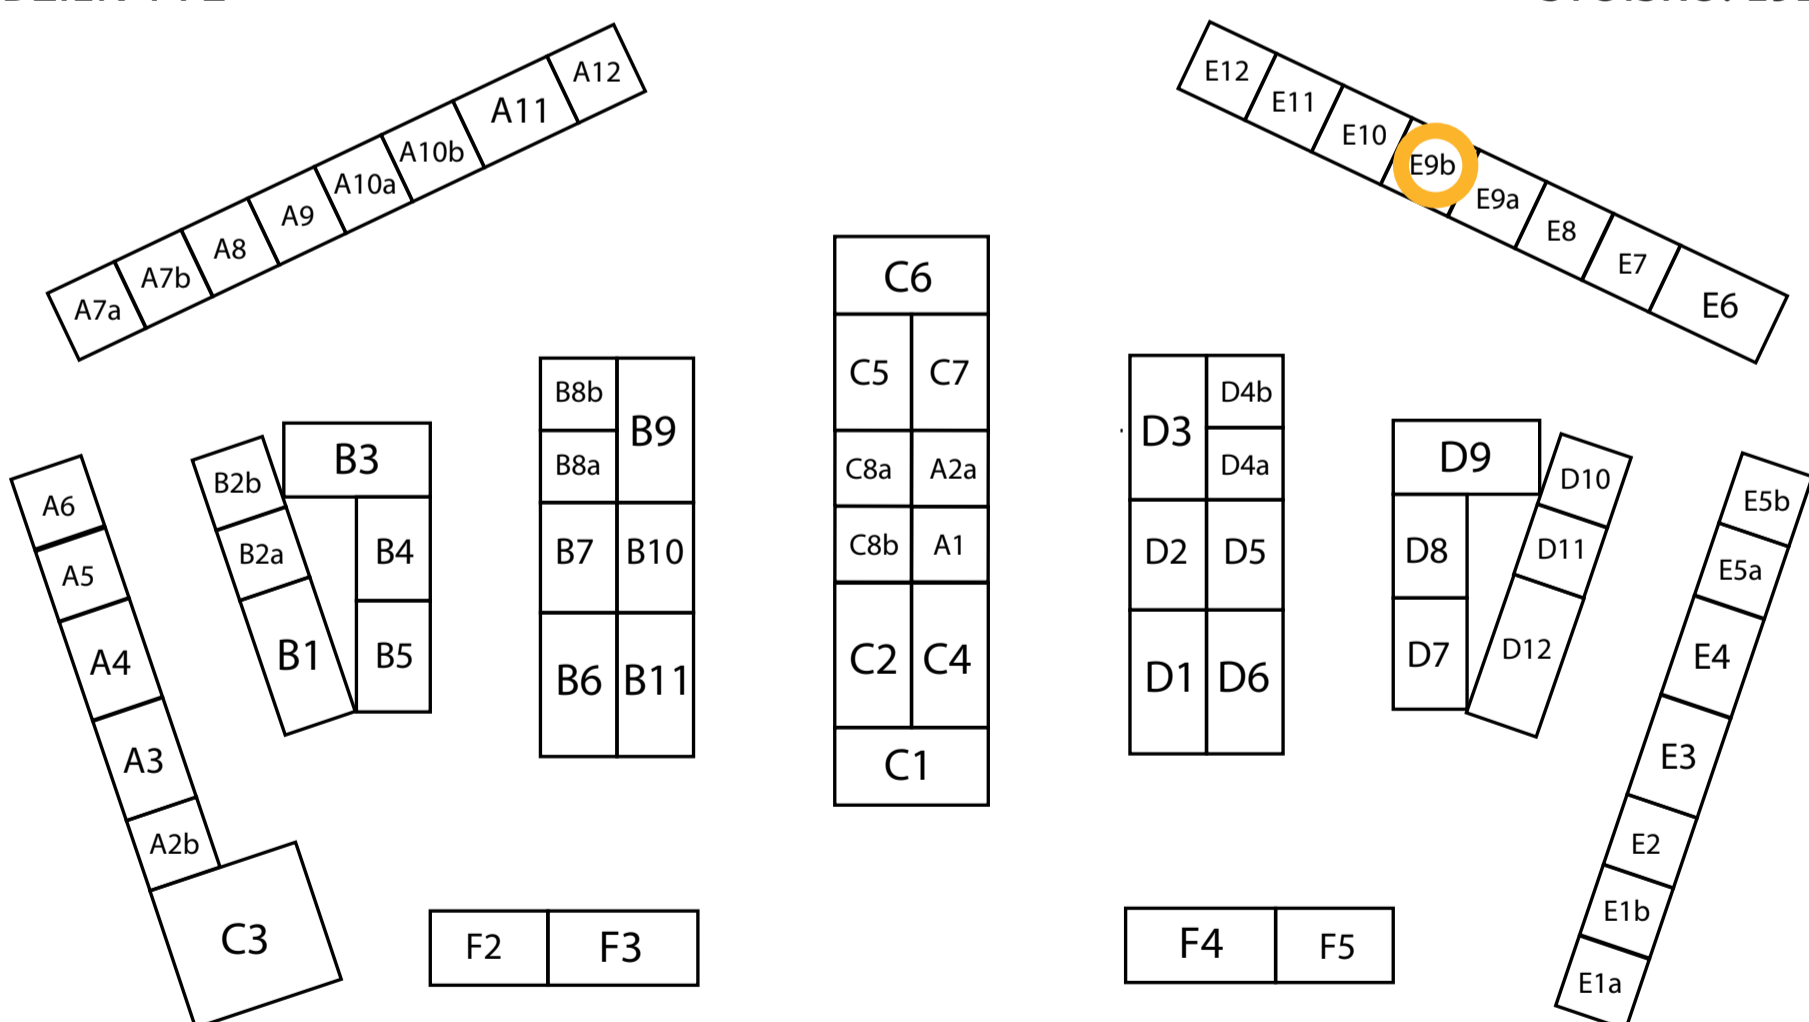 A12
A11
A10b
A10a
A9
A8
A7b
A7a
E12
E11
E10
E9b
E9a
E8
E7
E6
C6
C5 C7
C8a A2a
C8b A1
C2 C4
C1
B8b
B9
B8a
B7 B10
B6 B11
D4b
D3
D4a
D2 D5
D1 D6
B3
B2b
B2a
B4
B1
B5
D9
D10
D11
D8
D7
D12
A6
A5
A4
A3
A2b
C3
E5b
E5a
E4
E3
E2
E1b
E1a
F2 F3
F4 F5